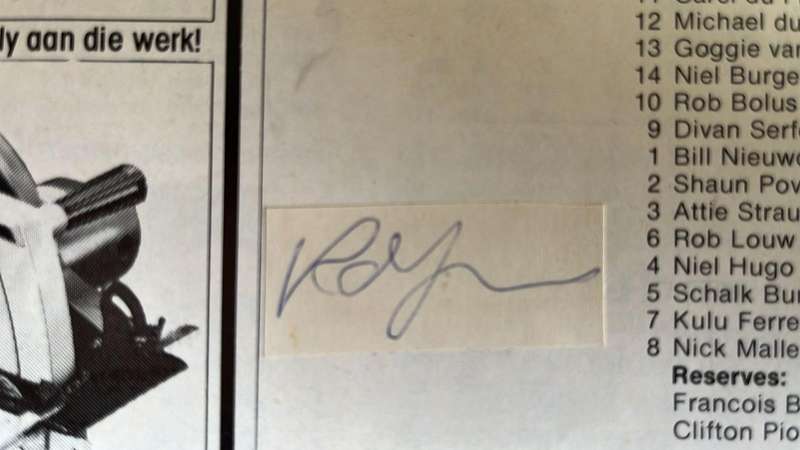 ly aan die werk!
12 Michael du
13 Goggie van
14 Niel Burge
10 Rob Bolus
9 Divan Serf
1 Bill Nieuwo
2 Shaun Pov
3 Attie Strau
6 Rob Louw
4 Niel Hugo
5 Schalk Bur
7 Kulu Ferre
8 Nick Malle
Reserves:
Francois B
Clifton Pio